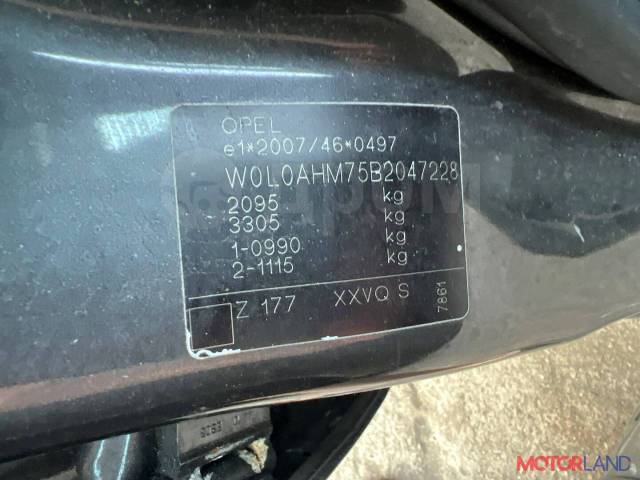 OPEL
e1*2007/46*0497
W0L0AHM75B2047228
2095 kg
3305 kg
1-0990 kg
2-1115 kg
Z 177 XXVQ S
7861
MOTORLAND